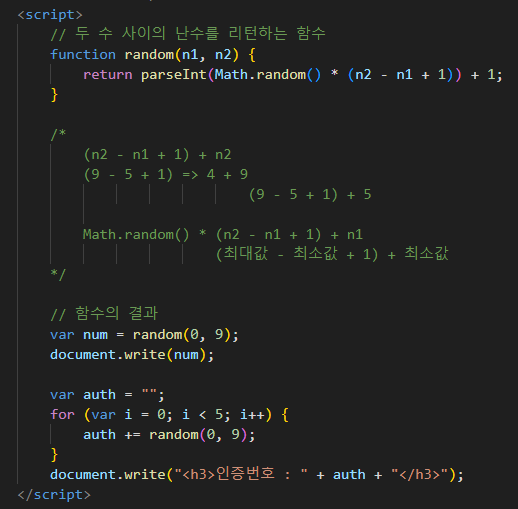 <script>
// 두 수 사이의 난수를 리턴하는 함수
function random(n1, n2) {
return parseInt(Math.random() * (n2 - n1 + 1)) + 1;
}
/*
(n2 - n1 + 1) + n2
(9 - 5 + 1) => 4 + 9
(9 - 5 + 1) + 5
Math.random() * (n2 - n1 + 1) + n1
(최대값 - 최소값 + 1) + 최소값
*/
// 함수의 결과
var num = random(0, 9);
document.write(num);
var auth = "";
for (var i = 0; i < 5; i++) {
auth += random(0, 9);
}
document.write("<h3>인증번호 : " + auth + "</h3>");
</script>